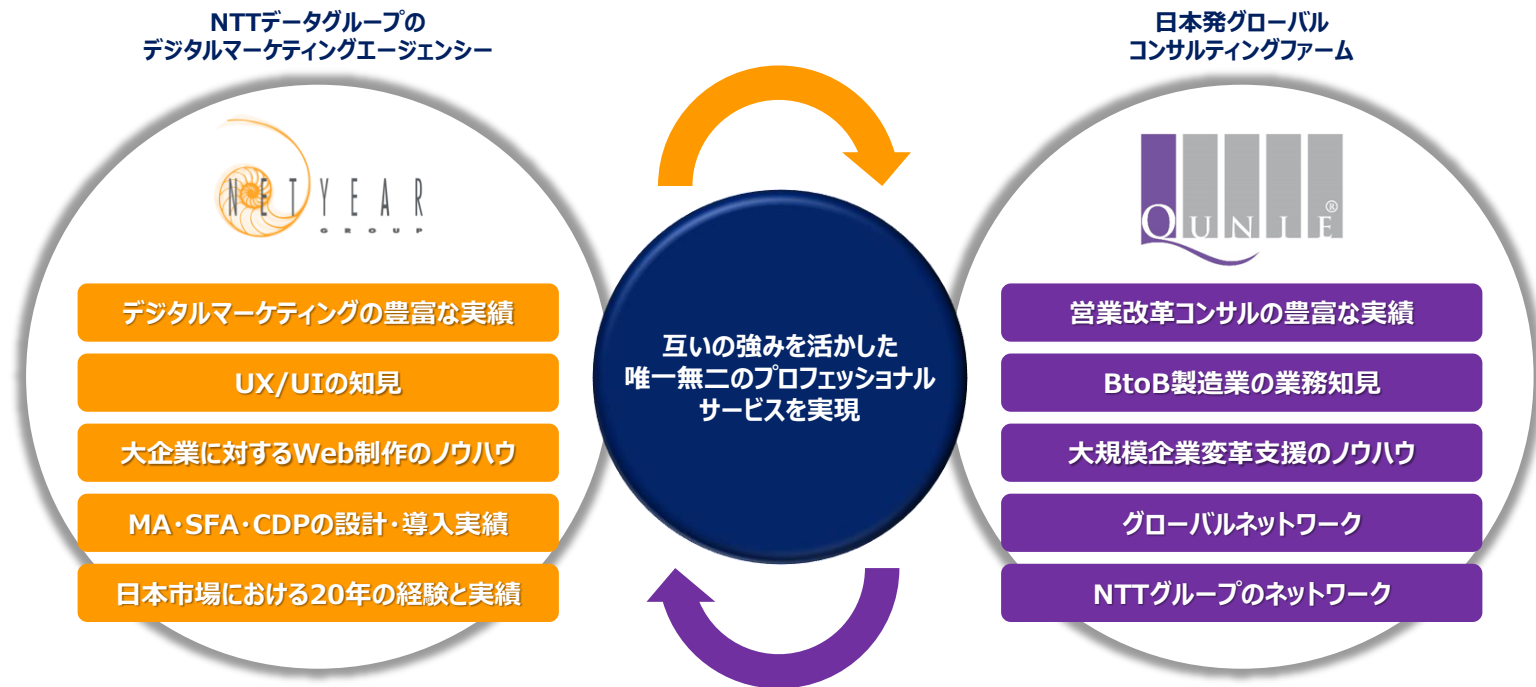 NTTデータグループの
デジタルマーケティングエージェンシー
NETYEAR
GROUP
デジタルマーケティングの豊富な実績
UX/UIの知見
大企業に対するWeb制作のノウハウ
MA・SFA・CDPの設計・導入実績
日本市場における20年の経験と実績
互いの強みを活かした
唯一無二のプロフェッショナル
サービスを実現
日本発グローバル
コンサルティングファーム
QUNIE®
営業改革コンサルの豊富な実績
BtoB製造業の業務知見
大規模企業変革支援のノウハウ
グローバルネットワーク
NTTグループのネットワーク